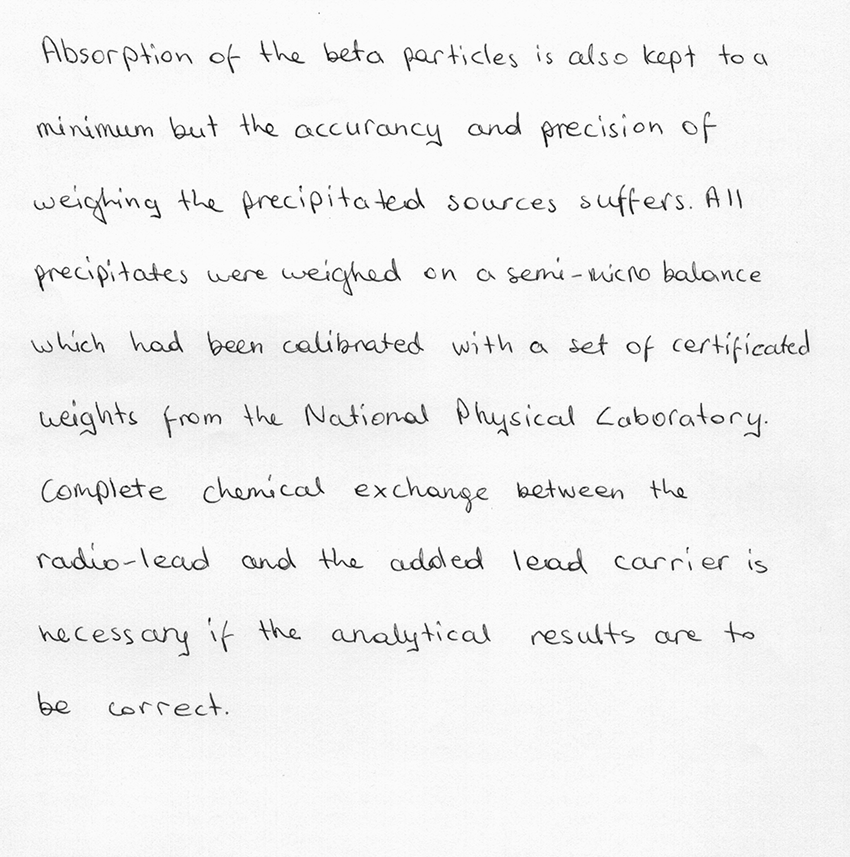 Absorption of the beta particles is also kept to a
minimum but the accurancy and precision of
weighing the precipitated sources suffers. All
precipitates were weighed on a semi-micro balance
which had been calibrated with a set of certificated
weights from the National Physical Laboratory.
Complete chemical exchange between the
radio-lead and the added lead carrier is
necessary if the analytical results are to
be correct.